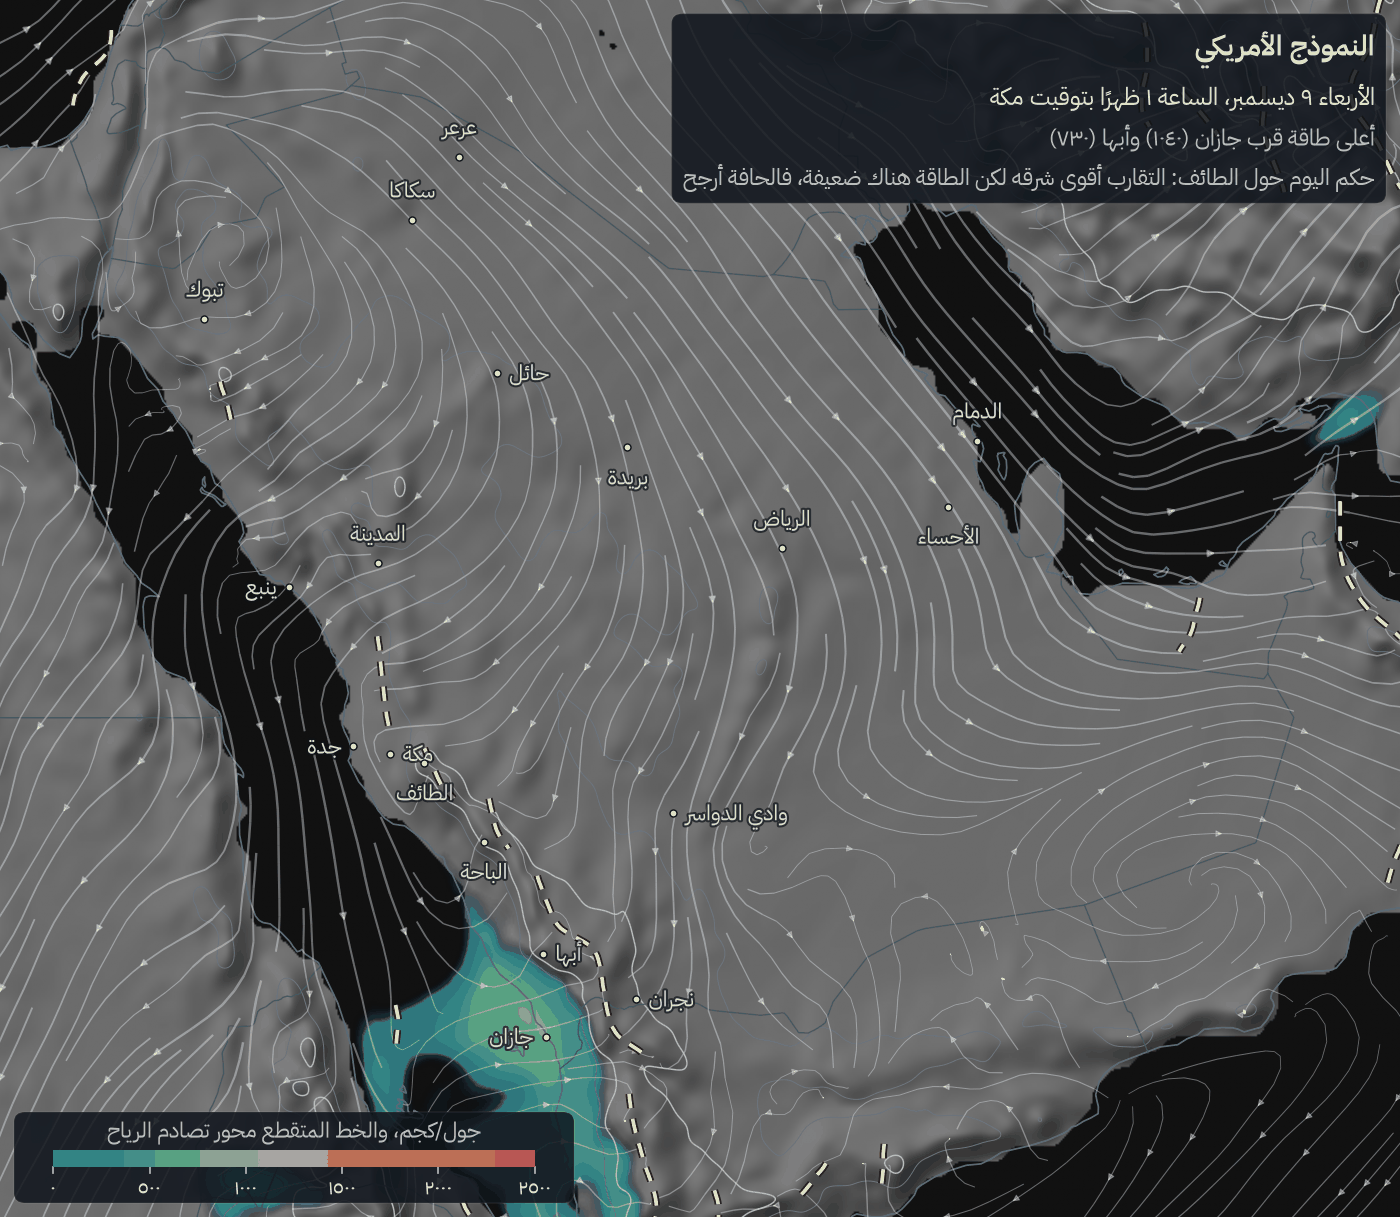 النموذج الأمريكي
الأربعاء ٩ ديسمبر، الساعة ١ ظهرًا بتوقيت مكة
أعلى طاقة قرب جازان (١٠٤٠) وأبها (٧٣٠)
حكم اليوم حول الطائف: التقارب أقوى شرقه لكن الطاقة هناك ضعيفة، فالحافة أرجح
عرعر
سكاكا
تبوك
حائل
الدمام
بريدة
الرياض
الأحساء
المدينة
ينبع
جدة
مكة
الطائف
وادي الدواسر
الباحة
أبها
نجران
جازان
جول/كجم، والخط المتقطع محور تصادم الرياح
٠ ٥٠٠ ١٠٠٠ ١٥٠٠ ٢٠٠٠ ٢٥٠٠